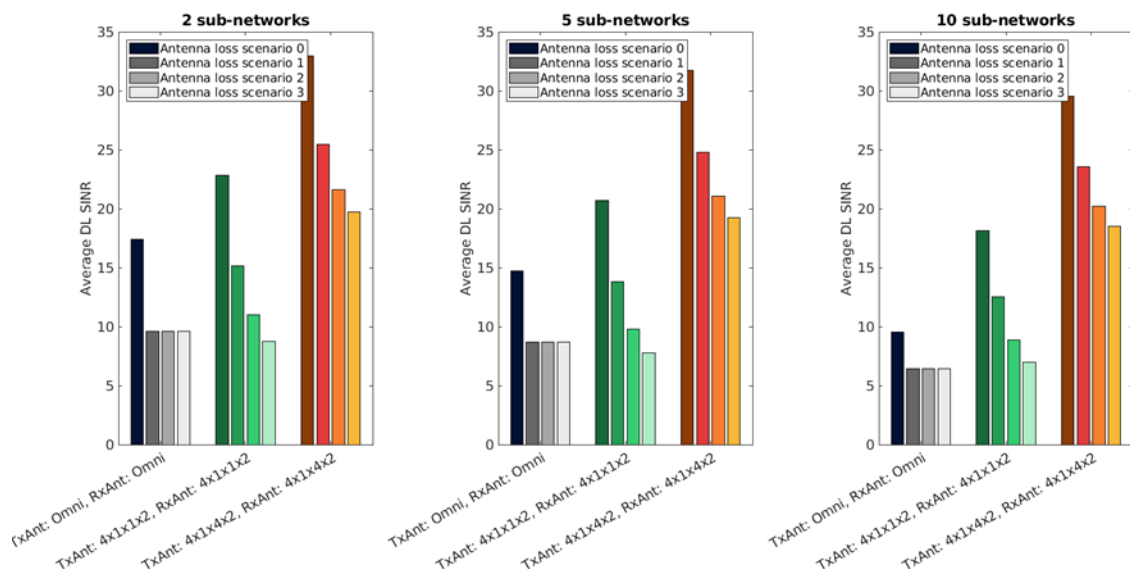 2 sub-networks
Antenna loss scenario 0
Antenna loss scenario 1
Antenna loss scenario 2
Antenna loss scenario 3
35
30
25
20
15
10
5
0
Average DL SINR
TxAnt: Omni, RxAnt: Omni
TxAnt: 4x1x1x2, RxAnt: 4x1x1x2
TxAnt: 4x1x4x2, RxAnt: 4x1x4x2
5 sub-networks
Antenna loss scenario 0
Antenna loss scenario 1
Antenna loss scenario 2
Antenna loss scenario 3
35
30
25
20
15
10
5
0
Average DL SINR
TxAnt: Omni, RxAnt: Omni
TxAnt: 4x1x1x2, RxAnt: 4x1x1x2
TxAnt: 4x1x4x2, RxAnt: 4x1x4x2
10 sub-networks
Antenna loss scenario 0
Antenna loss scenario 1
Antenna loss scenario 2
Antenna loss scenario 3
35
30
25
20
15
10
5
0
Average DL SINR
TxAnt: Omni, RxAnt: Omni
TxAnt: 4x1x1x2, RxAnt: 4x1x1x2
TxAnt: 4x1x4x2, RxAnt: 4x1x4x2